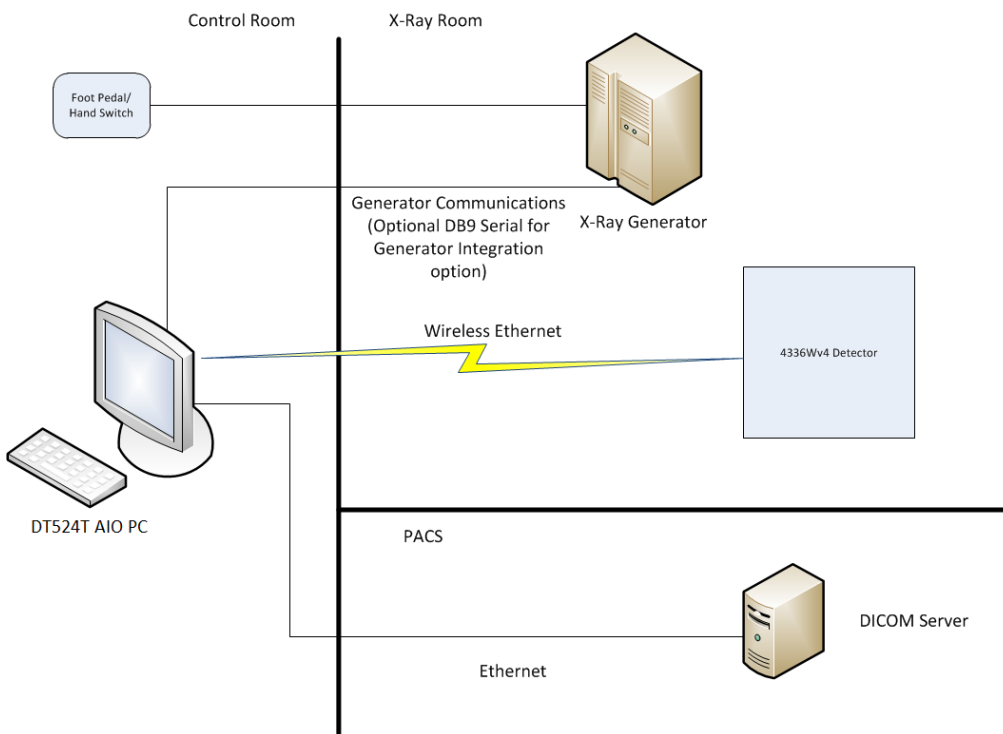 Control Room
X-Ray Room
Foot Pedal/
Hand Switch
X-Ray Generator
Generator Communications
(Optional DB9 Serial for
Generator Integration
option)
Wireless Ethernet
4336Wv4 Detector
DT524T AIO PC
PACS
DICOM Server
Ethernet